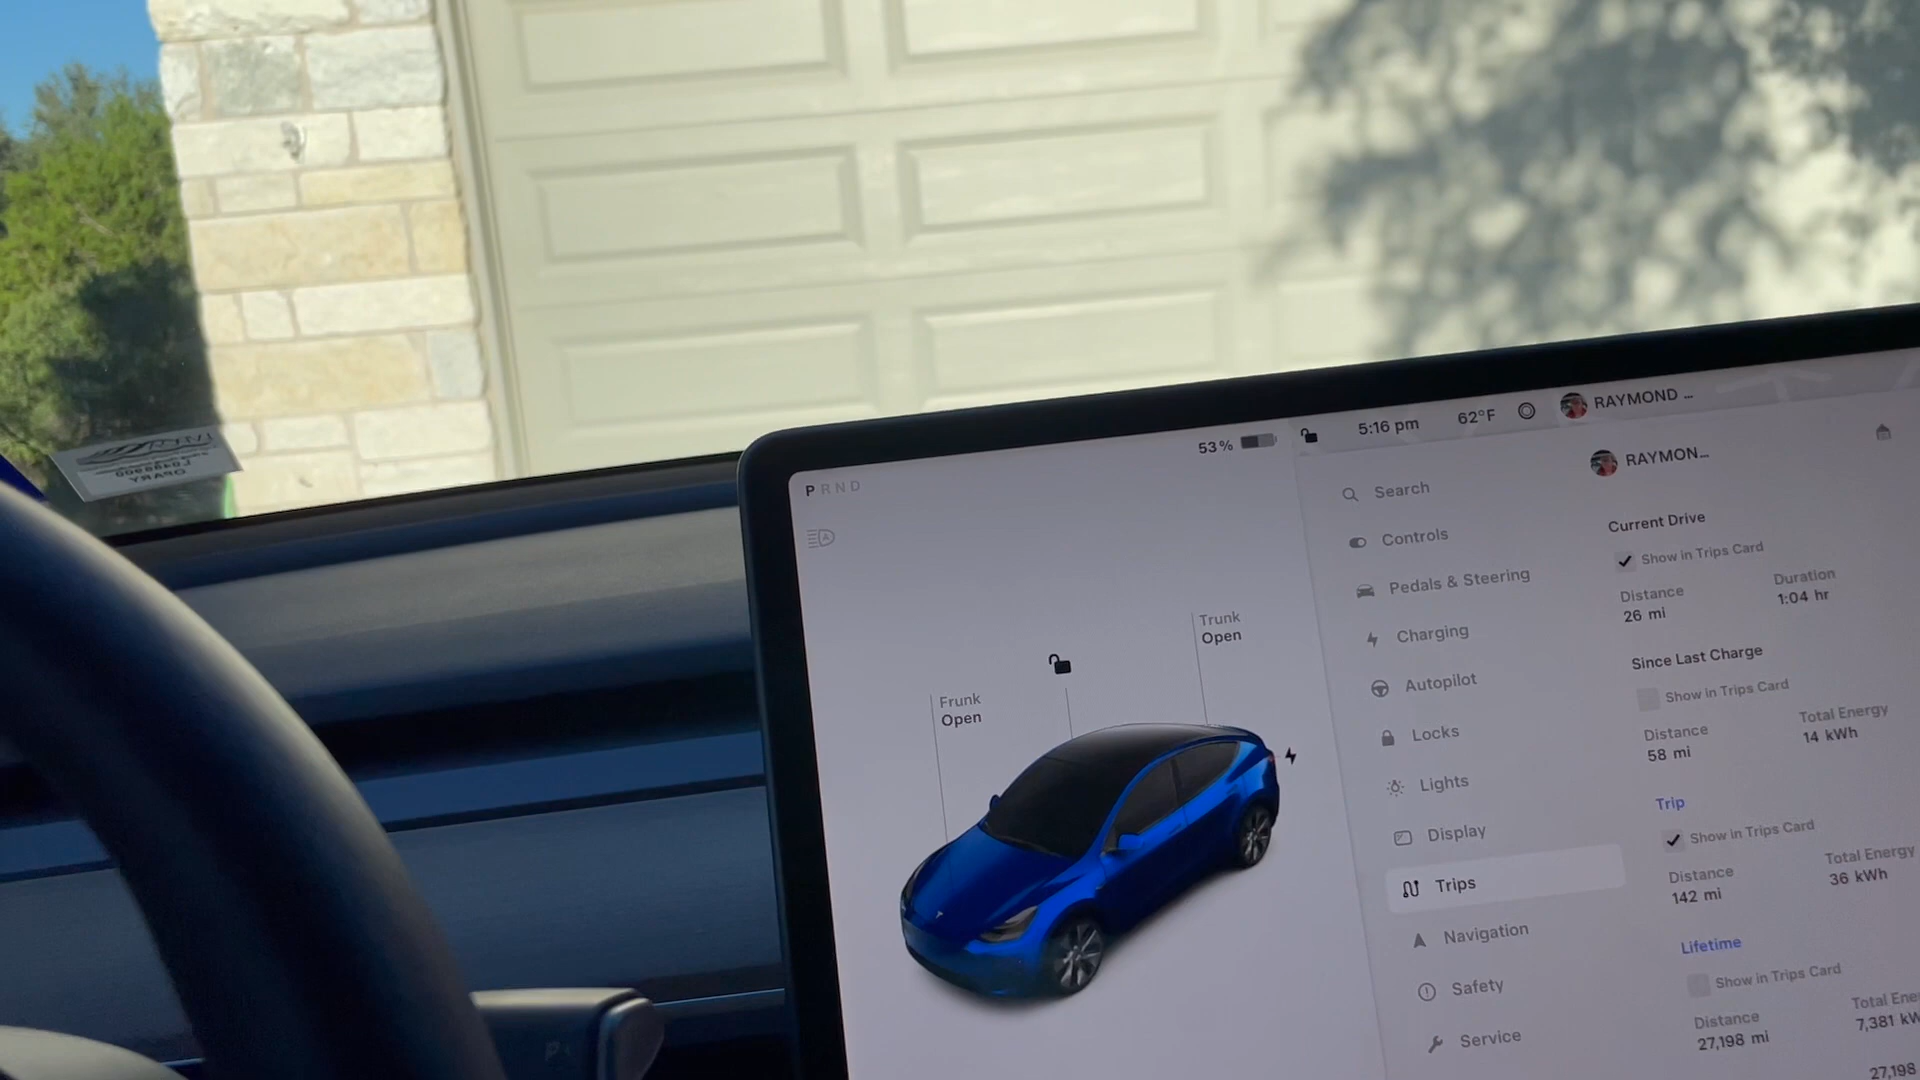 53%
5:16 pm
62°F
RAYMOND ...
PRND
Search
Controls
Pedals & Steering
Charging
Autopilot
Locks
Lights
Display
Trips
Navigation
Safety
Service
Frunk
Open
Trunk
Open
RAYMON...
Current Drive
Show in Trips Card
Distance
26 mi
Duration
1:04 hr
Since Last Charge
Show in Trips Card
Distance
58 mi
Total Energy
14 kWh
Trip
Show in Trips Card
Distance
142 mi
Total Energy
36 kWh
Lifetime
Show in Trips Card
Distance
27,198 mi
Total Ene
7,381 kW
27,198